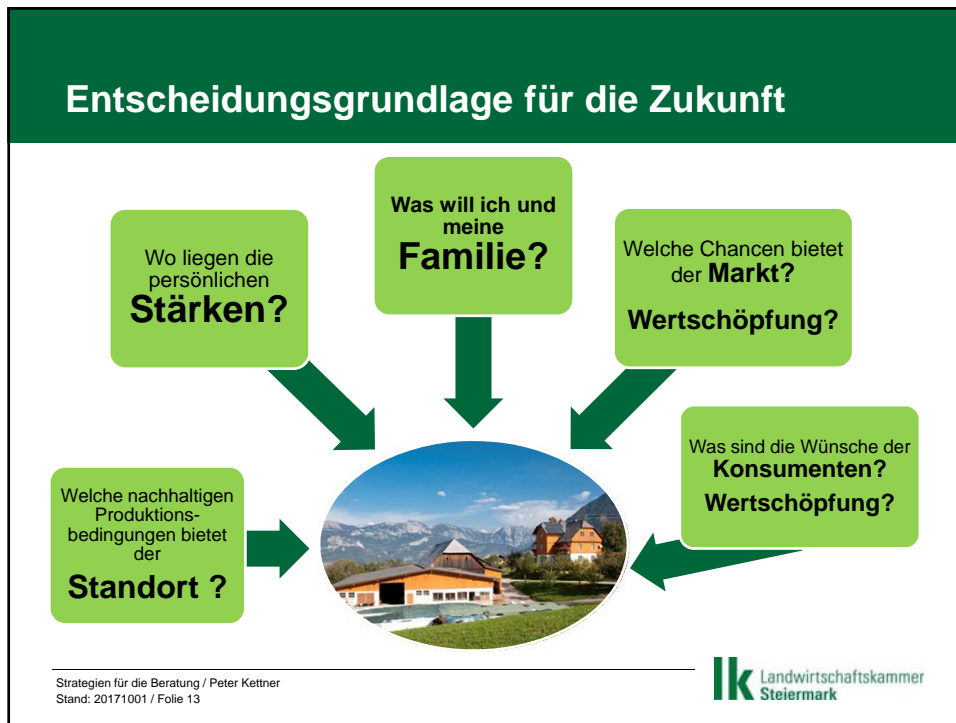 Entscheidungsgrundlage für die Zukunft
Was will ich und
meine
Familie?
Wo liegen die
persönlichen
Stärken?
Welche Chancen bietet
der Markt?
Wertschöpfung?
Was sind die Wünsche der
Konsumenten?
Wertschöpfung?
Welche nachhaltigen
Produktions-
bedingungen bietet
der
Standort ?
Strategien für die Beratung / Peter Kettner
Stand: 20171001 / Folie 13
lk Landwirtschaftskammer
Steiermark